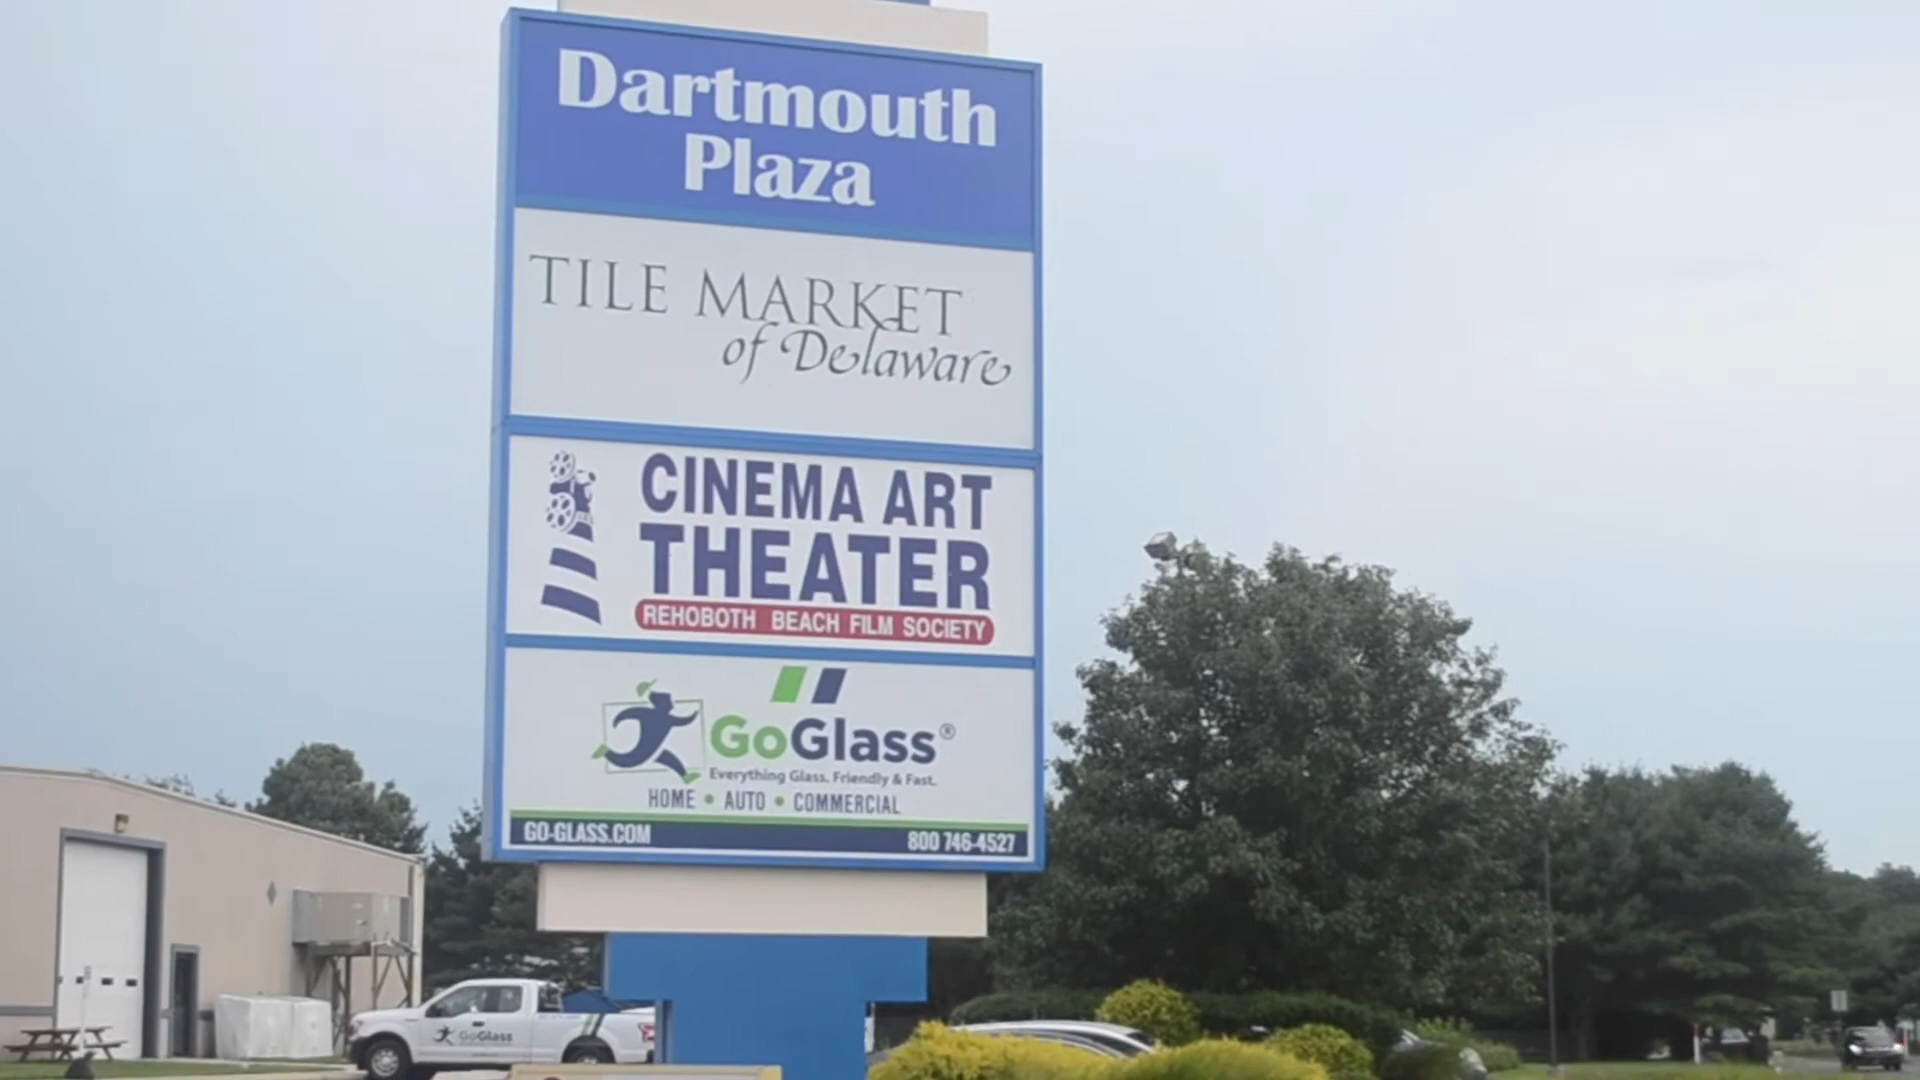 Dartmouth
Plaza
TILE MARKET
of Delaware
CINEMA ART
THEATER
REHOBOTH BEACH FILM SOCIETY
GoGlass®
Everything Glass. Friendly & Fast.
HOME • AUTO • COMMERCIAL
GO-GLASS.COM 800 746-4527
GoGlass